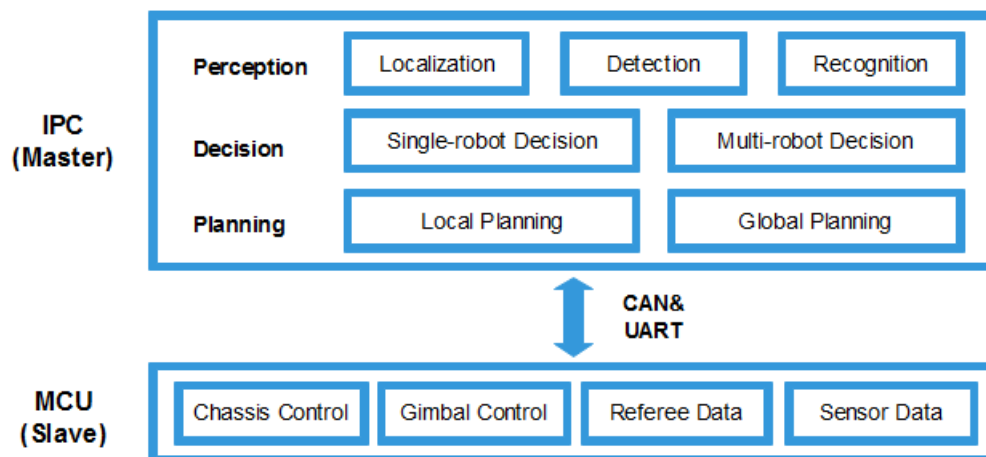 Perception
Localization
Detection
Recognition
IPC
(Master)
Decision
Single-robot Decision
Multi-robot Decision
Planning
Local Planning
Global Planning
CAN&
UART
MCU
(Slave)
Chassis Control
Gimbal Control
Referee Data
Sensor Data